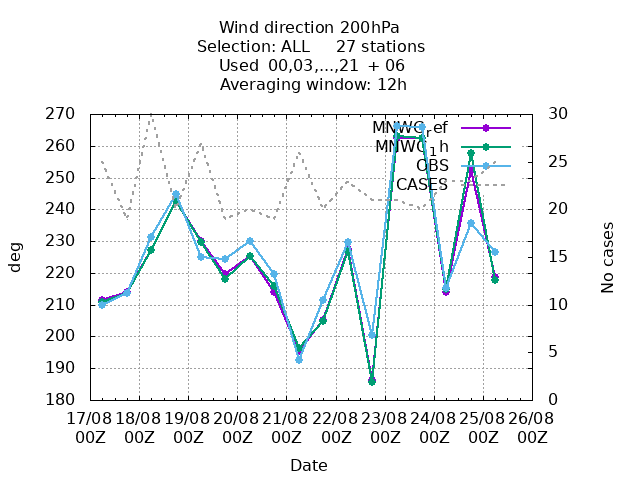 Wind direction 200hPa
Selection: ALL 27 stations
Used 00,03,...,21 + 06
Averaging window: 12h
MNWC_ref
MNWC_1h
OBS
CASES
270
260
250
240
230
220
210
200
190
180
30
25
20
15
10
5
0
deg
No cases
17/08 18/08 19/08 20/08 21/08 22/08 23/08 24/08 25/08 26/08
00Z 00Z 00Z 00Z 00Z 00Z 00Z 00Z 00Z 00Z
Date